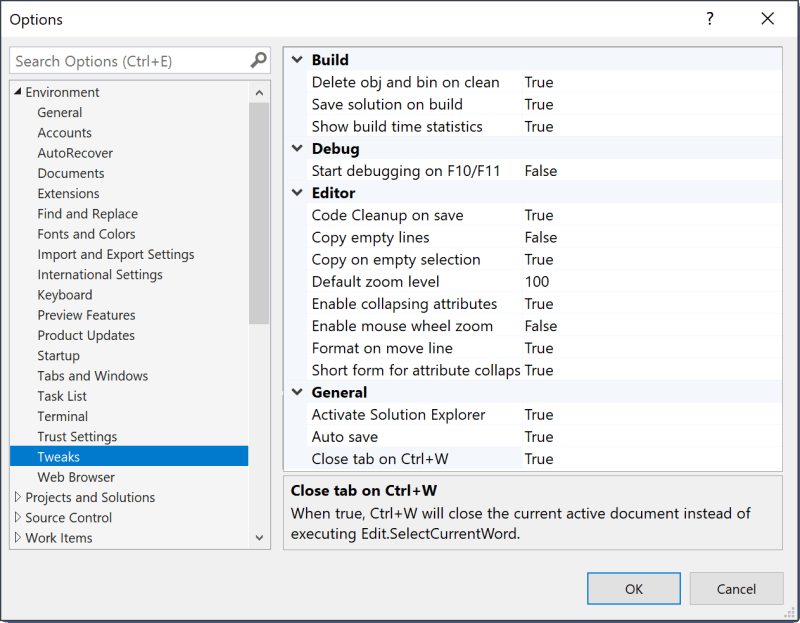 Options
?
Search Options (Ctrl+E)
Environment
General
Accounts
AutoRecover
Documents
Extensions
Find and Replace
Fonts and Colors
Import and Export Settings
International Settings
Keyboard
Preview Features
Product Updates
Startup
Tabs and Windows
Task List
Terminal
Trust Settings
Tweaks
Web Browser
Projects and Solutions
Source Control
Work Items
Build
Delete obj and bin on clean True
Save solution on build True
Show build time statistics True
Debug
Start debugging on F10/F11 False
Editor
Code Cleanup on save True
Copy empty lines False
Copy on empty selection True
Default zoom level 100
Enable collapsing attributes True
Enable mouse wheel zoom False
Format on move line True
Short form for attribute collaps True
General
Activate Solution Explorer True
Auto save True
Close tab on Ctrl+W True
Close tab on Ctrl+W
When true, Ctrl+W will close the current active document instead of
executing Edit.SelectCurrentWord.
OK Cancel